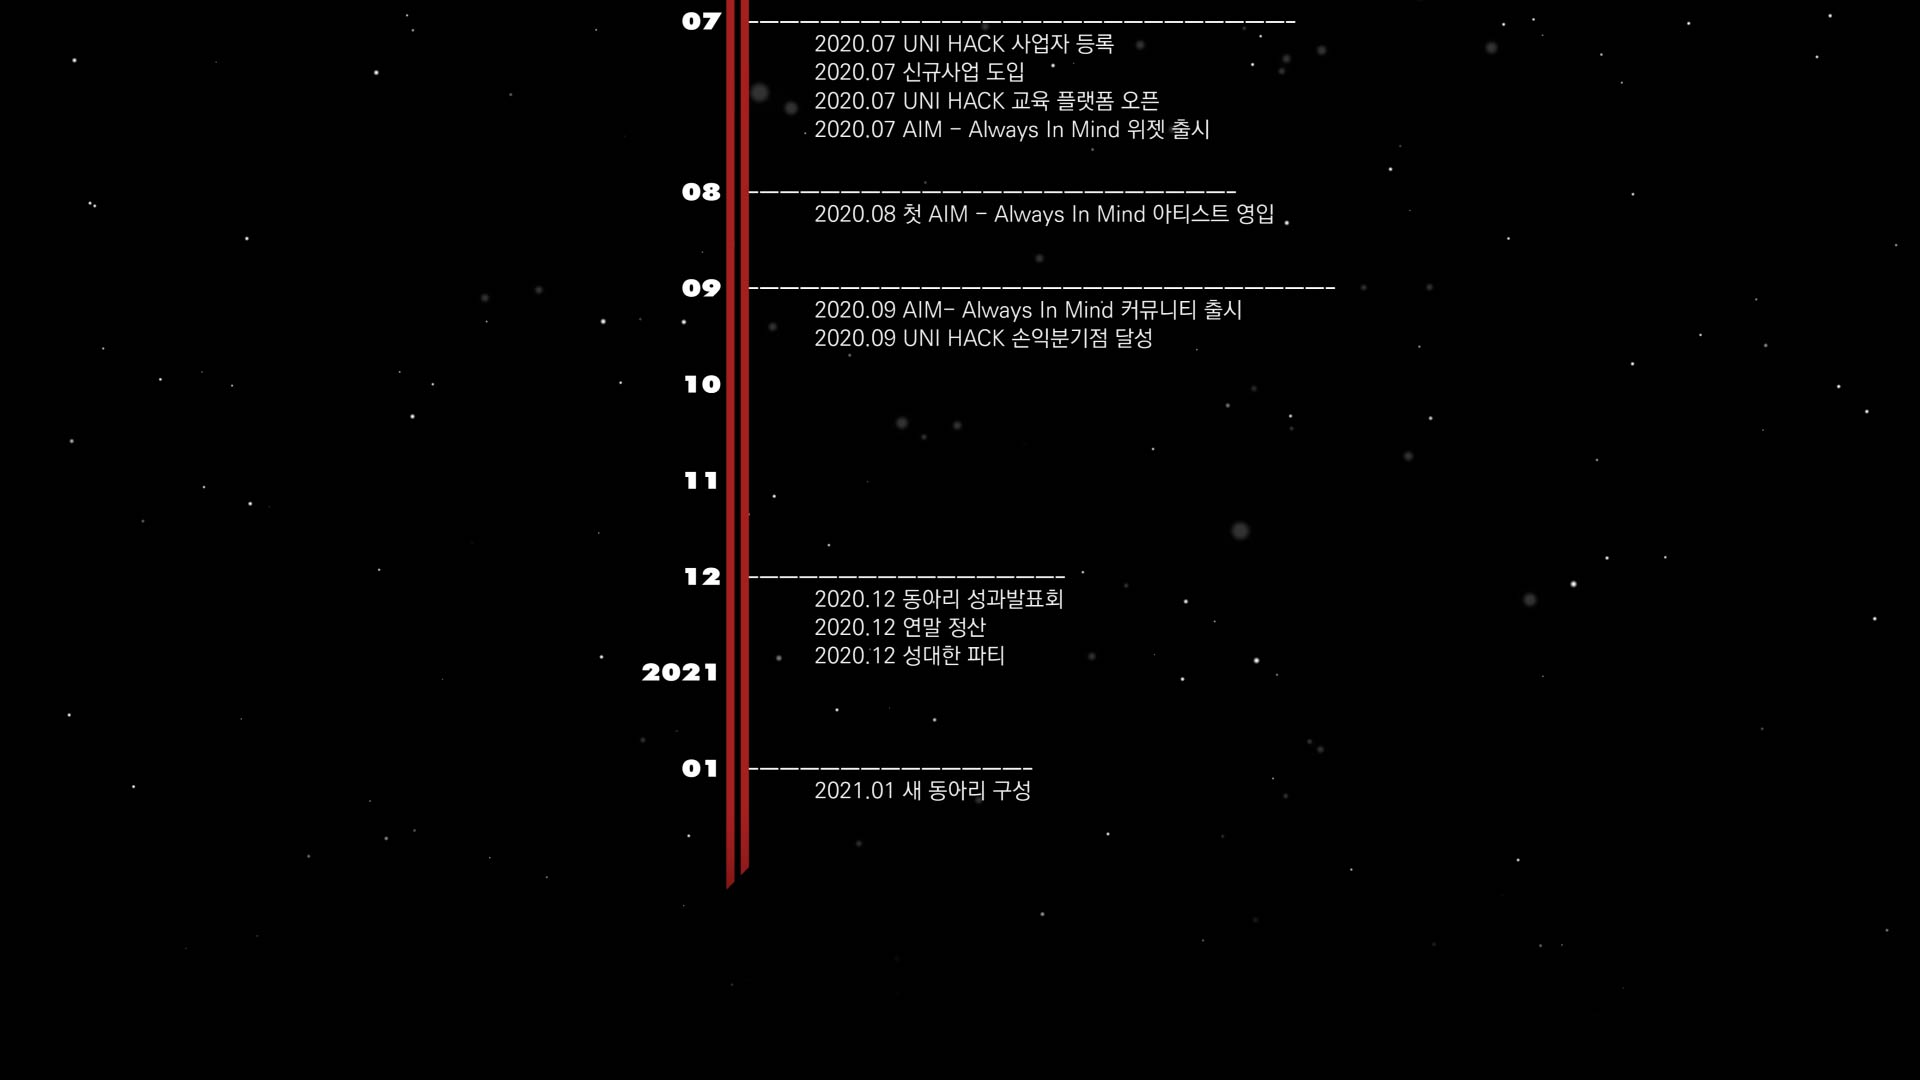 07
2020.07 UNI HACK 사업자 등록
2020.07 신규사업 도입
2020.07 UNI HACK 교육 플랫폼 오픈
2020.07 AIM - Always In Mind 위젯 출시
08
2020.08 첫 AIM - Always In Mind 아티스트 영입
09
2020.09 AIM- Always In Mind 커뮤니티 출시
2020.09 UNI HACK 손익분기점 달성
10
11
12
2020.12 동아리 성과발표회
2020.12 연말 정산
2020.12 성대한 파티
2021
01
2021.01 새 동아리 구성